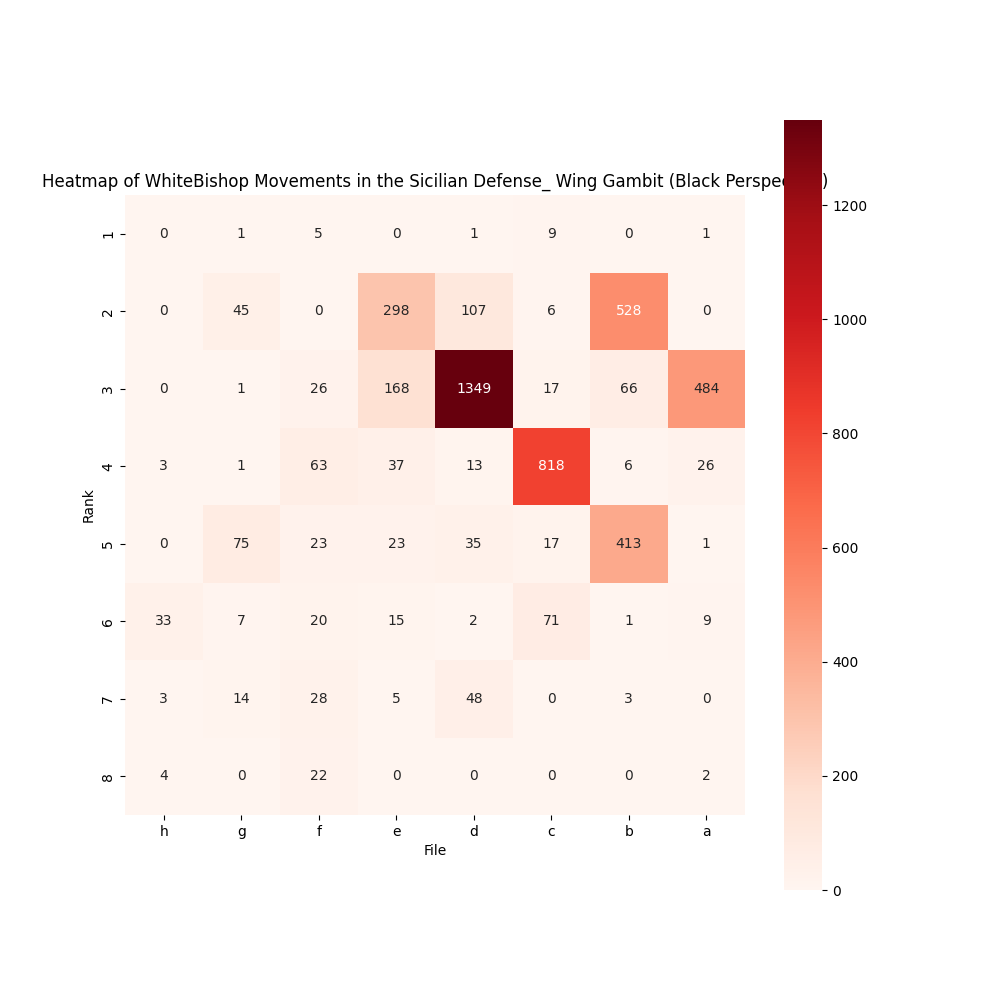 Heatmap of WhiteBishop Movements in the Sicilian Defense_ Wing Gambit (Black Perspe )
1 0 1 5 0 1 9 0 1
2 0 45 0 298 107 6 528 0
3 0 1 26 168 1349 17 66 484
4 3 1 63 37 13 818 6 26
Rank
5 0 75 23 23 35 17 413 1
6 33 7 20 15 2 71 1 9
7 3 14 28 5 48 0 3 0
8 4 0 22 0 0 0 0 2
h g f e d c b a
File
1200
1000
800
600
400
200
0